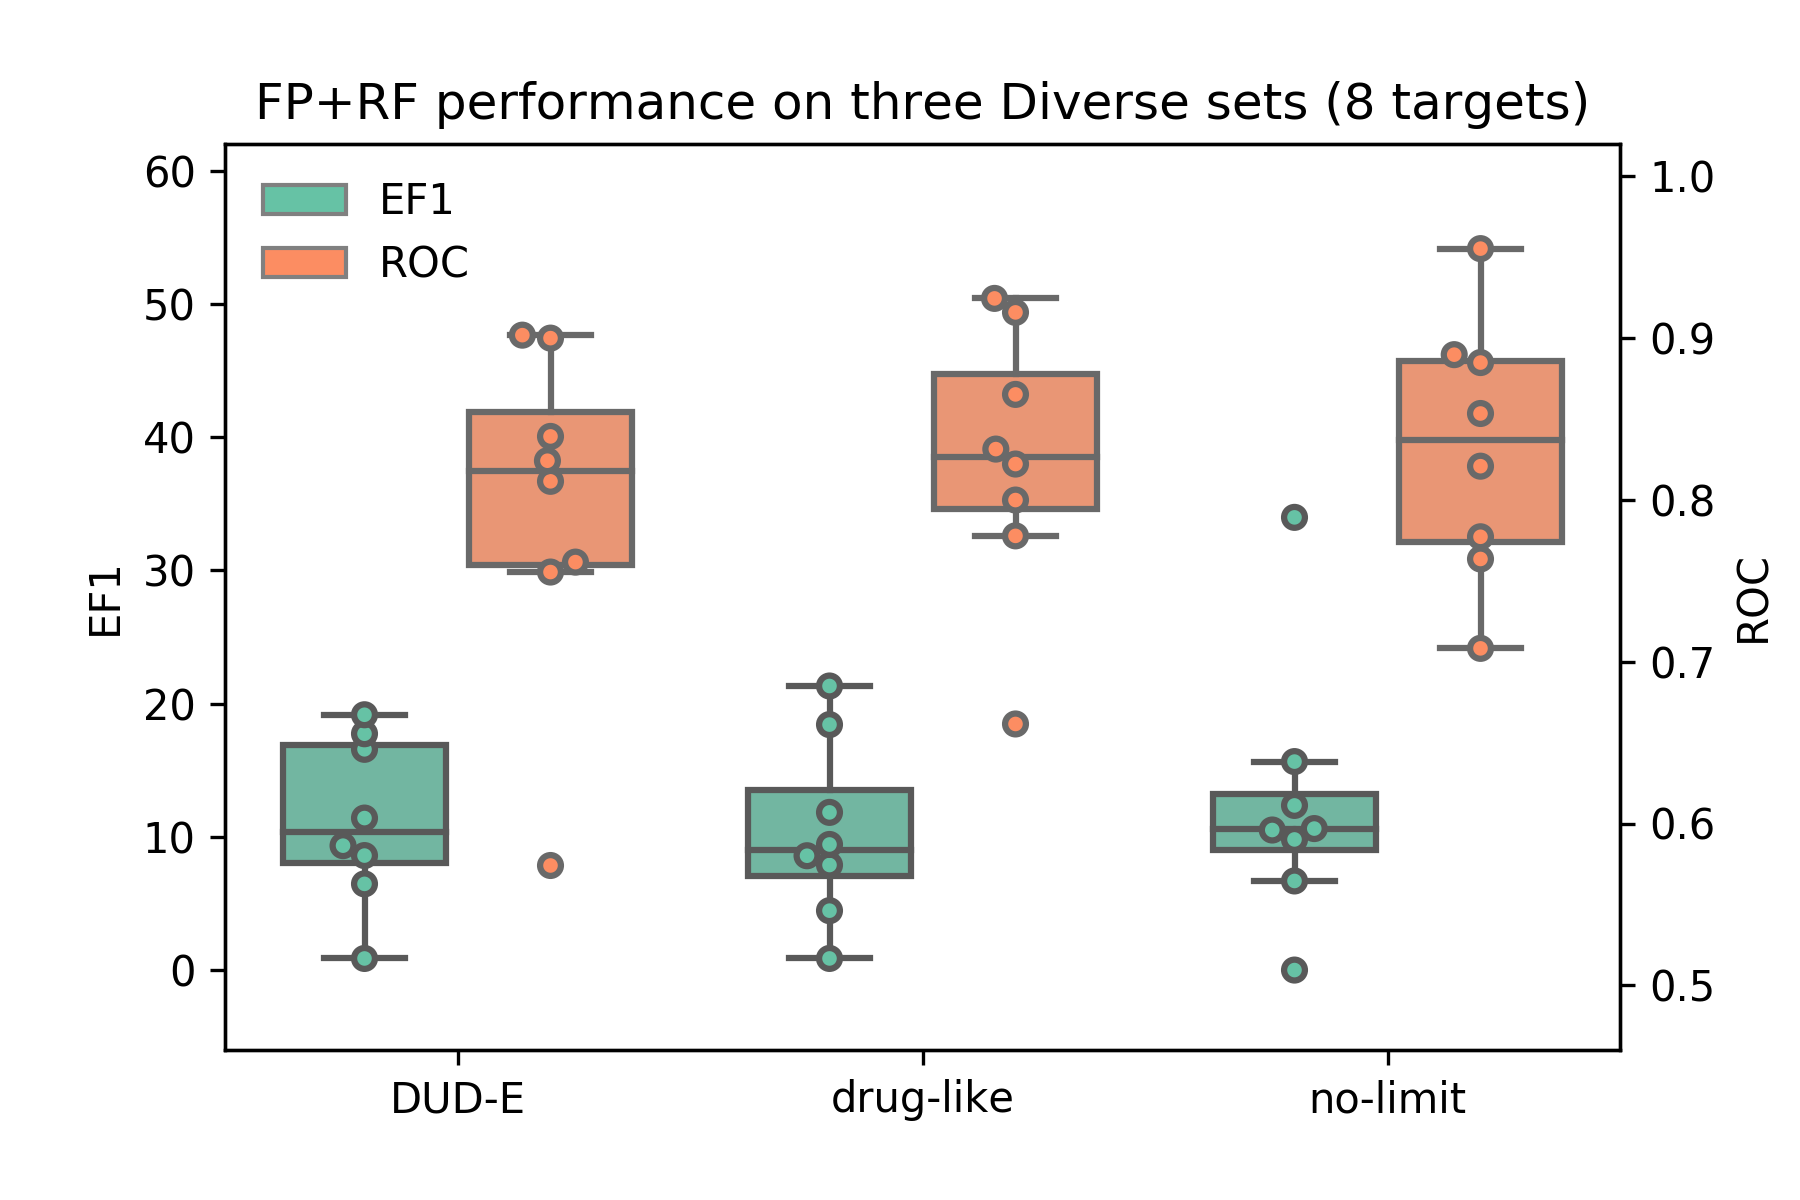 FP+RF performance on three Diverse sets (8 targets)
EF1
ROC
60
50
40
30
20
10
0
EF1
1.0
0.9
0.8
0.7
0.6
0.5
ROC
DUD-E
drug-like
no-limit